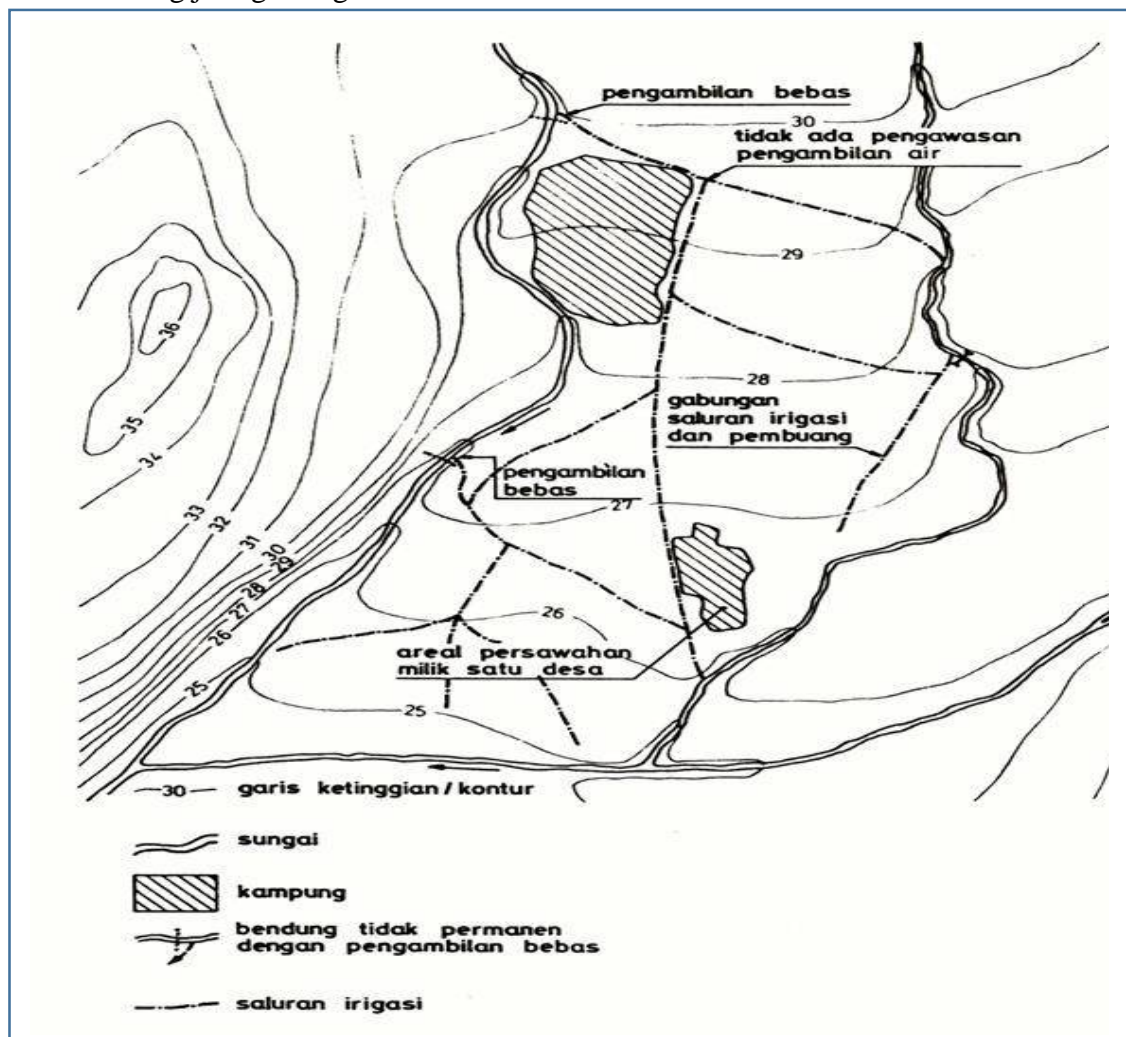 pengambilan bebas
30
tidak ada pengawasan
pengambilan air
29
36
28
gabungan
saluran irigasi
dan pembuang
35
34
pengambilan
bebas
27
33
32
31
30
29
28
27
26
26
areal persawahan
milik satu desa
25
25
—30— garis ketinggian / kontur
sungai
kampung
bendung tidak permanen
dengan pengambilan bebas
saluran irigasi